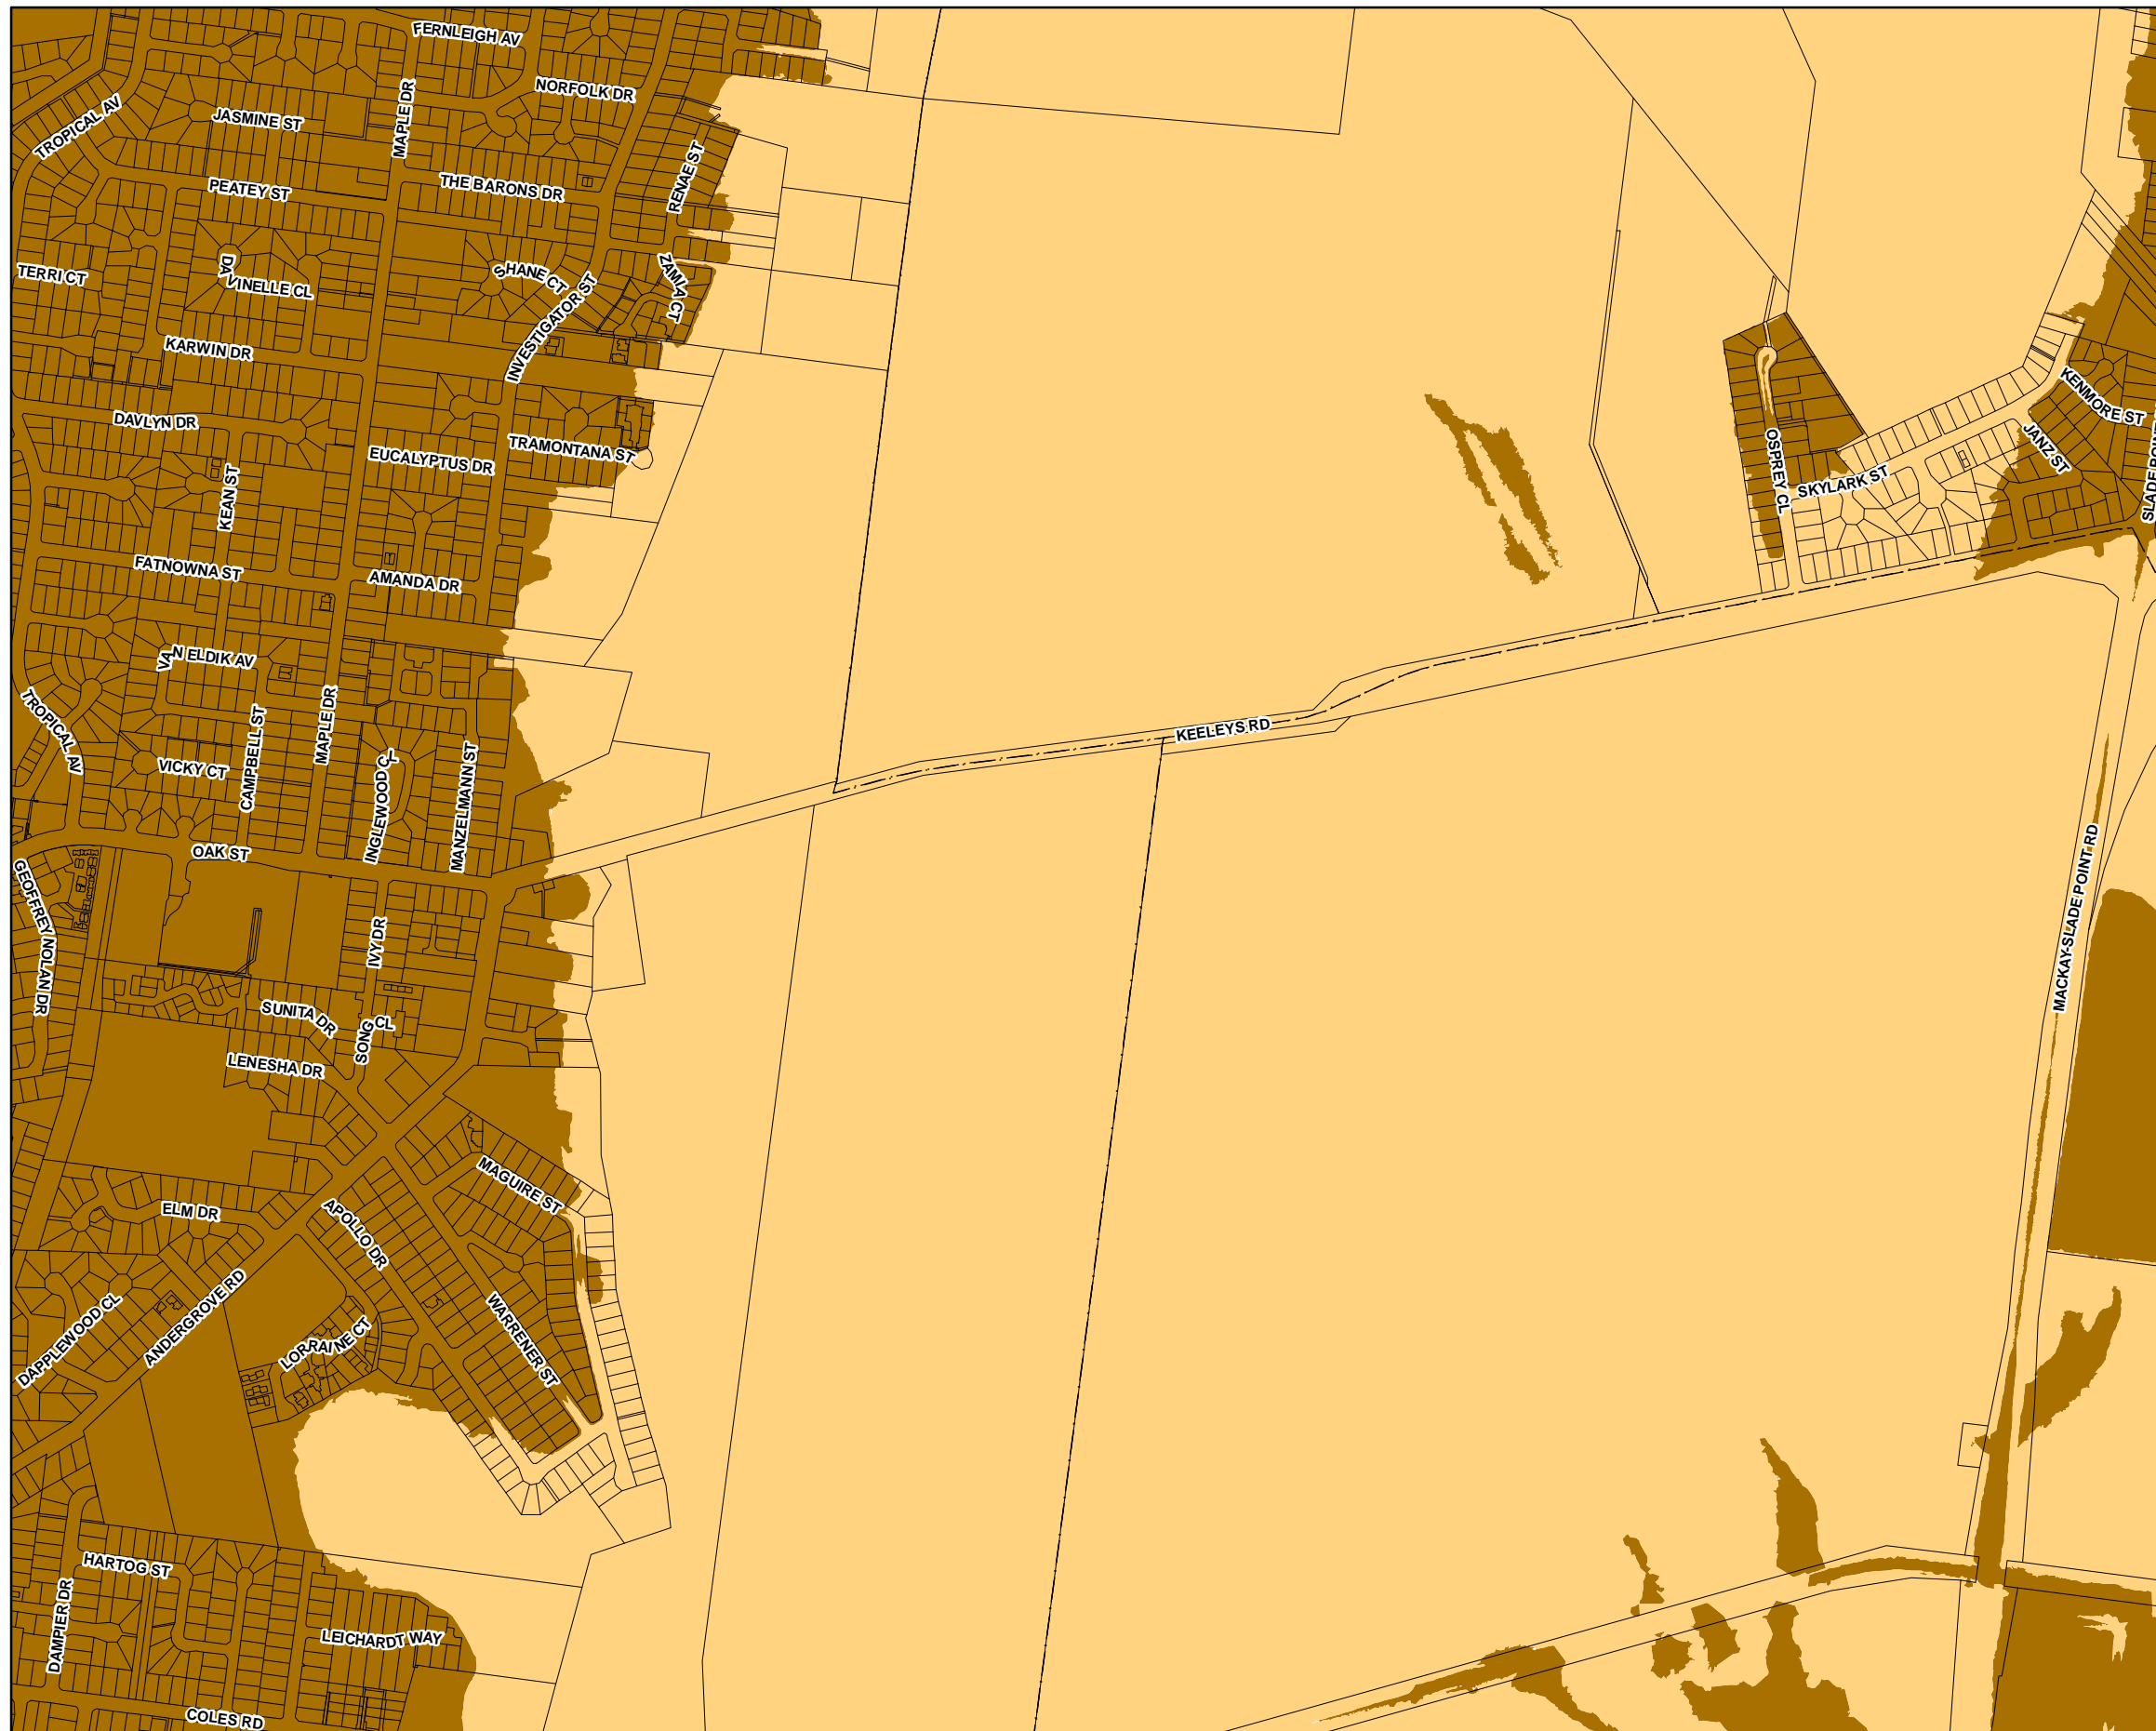 FERNLEIGH AV
NORFOLK DR
MAPLE DR
TROPICAL AV
JASMINE ST
PEATEY ST
THE BARONS DR
RENAE ST
TERRI CT
DAVINELLE CL
SHANE CT
ZAMIA CT
INVESTIGATOR ST
KARWIN DR
DAVLYN DR
KEAN ST
EUCALYPTUS DR
TRAMONTANA ST
OSPREY CL
SKYLARK ST
JANZ ST
KENMORE ST
SLADE POINT
FATNOWNA ST
AMANDA DR
VAN ELDIK AV
TROPICAL AV
CAMPBELL ST
MAPLE DR
VICKY CT
INGLEWOOD CL
MANZELMANN ST
KEELEYS RD
OAK ST
GEOFFREY NOLAN DR
IVY DR
MACKAY-SLADE POINT RD
SUNITA DR
SONG CL
LENESHA DR
MAGUIRE ST
ELM DR
APOLLO DR
DAPPLEWOOD CL
ANDERGROVE RD
LORRAINE CT
WARRENER ST
HARTOG ST
DAMPIER DR
LEICHARDT WAY
COLES RD